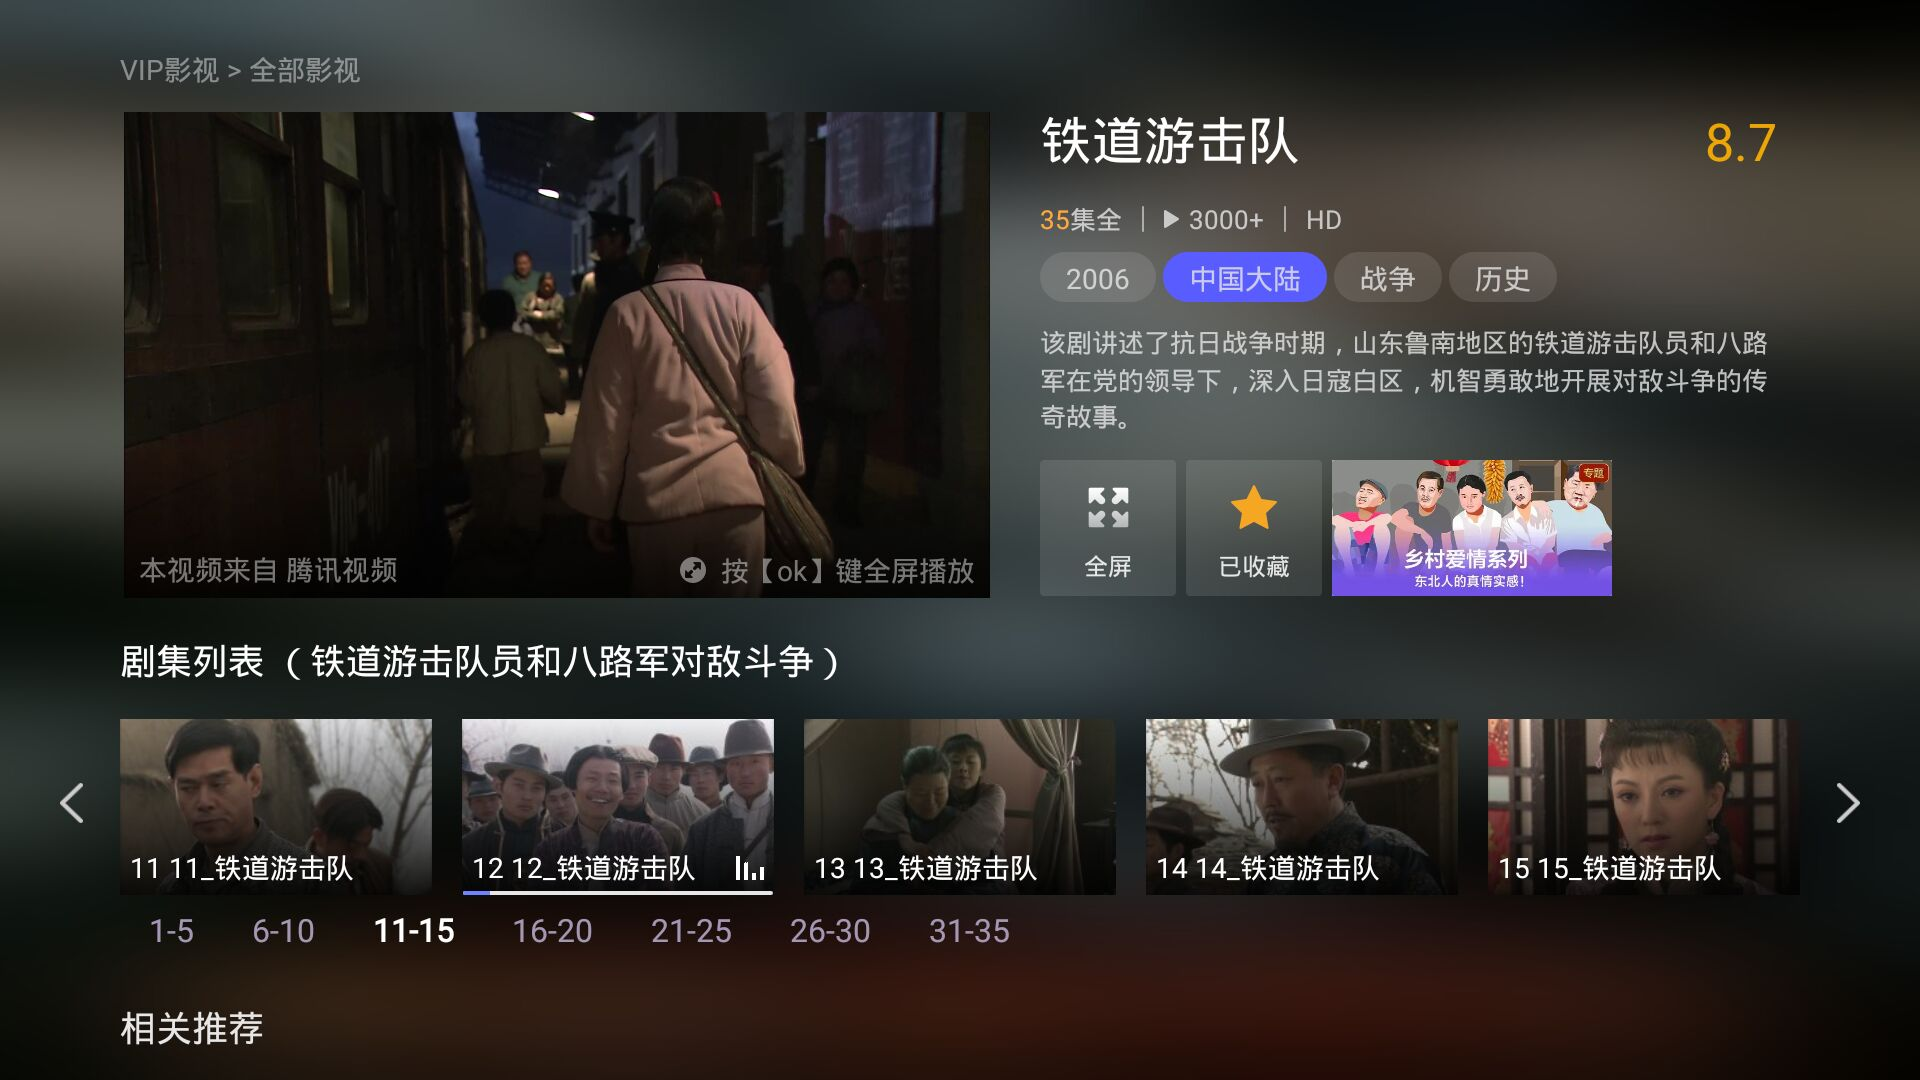 VIP影视 > 全部影视
本视频来自 腾讯视频
按【ok】键全屏播放
铁道游击队
8.7
35集全 | 3000+ | HD
2006 中国大陆 战争 历史
该剧讲述了抗日战争时期，山东鲁南地区的铁道游击队员和八路
军在党的领导下，深入日寇白区，机智勇敢地开展对敌斗争的传
奇故事。
全屏
已收藏
专题
乡村爱情系列
东北人的真情实感!
剧集列表 （铁道游击队员和八路军对敌斗争）
11 11_铁道游击队
12 12_铁道游击队
13 13_铁道游击队
14 14_铁道游击队
15 15_铁道游击队
1-5 6-10 11-15 16-20 21-25 26-30 31-35
相关推荐